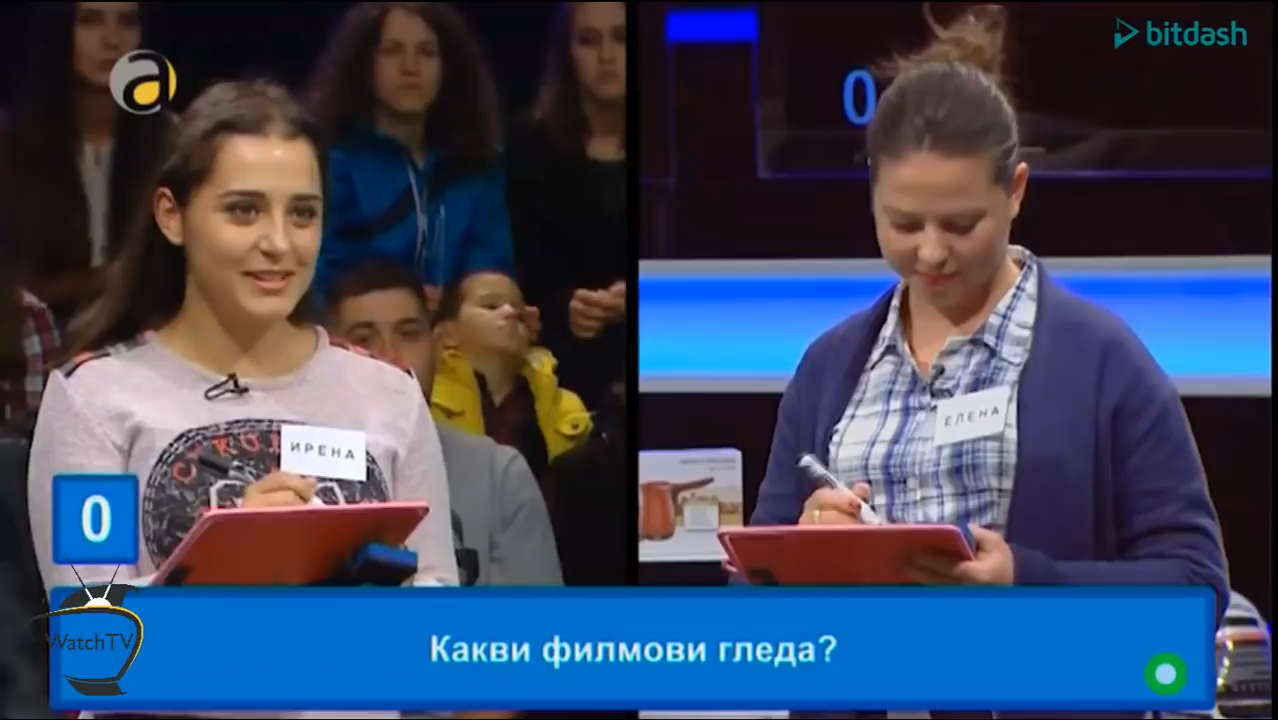 a
bitdash
0
ИРЕНА
ЕЛЕНА
0
WatchTV
Какви филмови гледа?